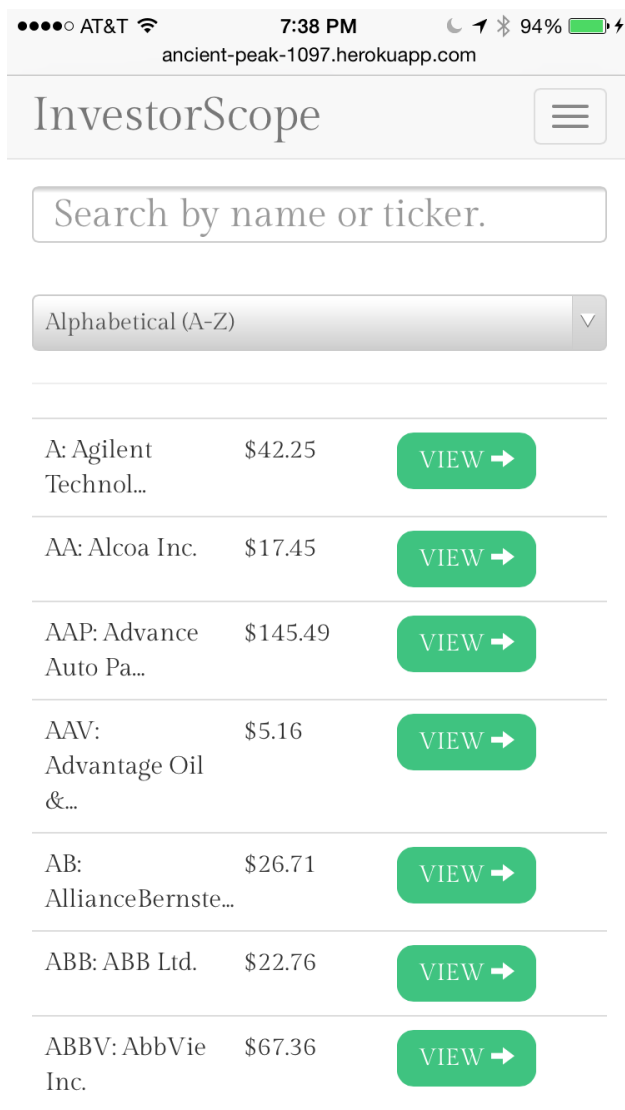 AT&T 7:38 PM 94%
ancient-peak-1097.herokuapp.com
InvestorScope
Search by name or ticker.
Alphabetical (A-Z)
A: Agilent $42.25 VIEW
Technol...
AA: Alcoa Inc. $17.45 VIEW
AAP: Advance $145.49 VIEW
Auto Pa...
AAV: $5.16 VIEW
Advantage Oil
&...
AB: $26.71 VIEW
AllianceBernste...
ABB: ABB Ltd. $22.76 VIEW
ABBV: AbbVie $67.36 VIEW
Inc.